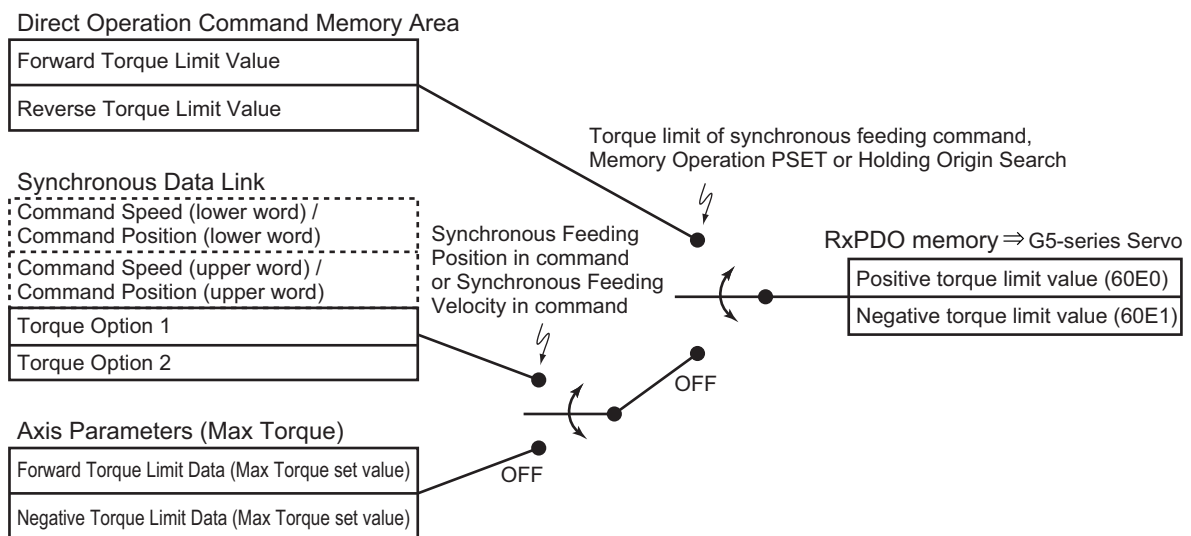 Direct Operation Command Memory Area
Forward Torque Limit Value
Reverse Torque Limit Value
Torque limit of synchronous feeding command,
Memory Operation PSET or Holding Origin Search
Synchronous Data Link
Command Speed (lower word) /
Command Position (lower word)
Command Speed (upper word) /
Command Position (upper word)
Torque Option 1
Torque Option 2
Synchronous Feeding
Position in command
or Synchronous Feeding
Velocity in command
RxPDO memory ⇒ G5-series Servo
Positive torque limit value (60E0)
Negative torque limit value (60E1)
OFF
Axis Parameters (Max Torque)
Forward Torque Limit Data (Max Torque set value)
Negative Torque Limit Data (Max Torque set value)
OFF